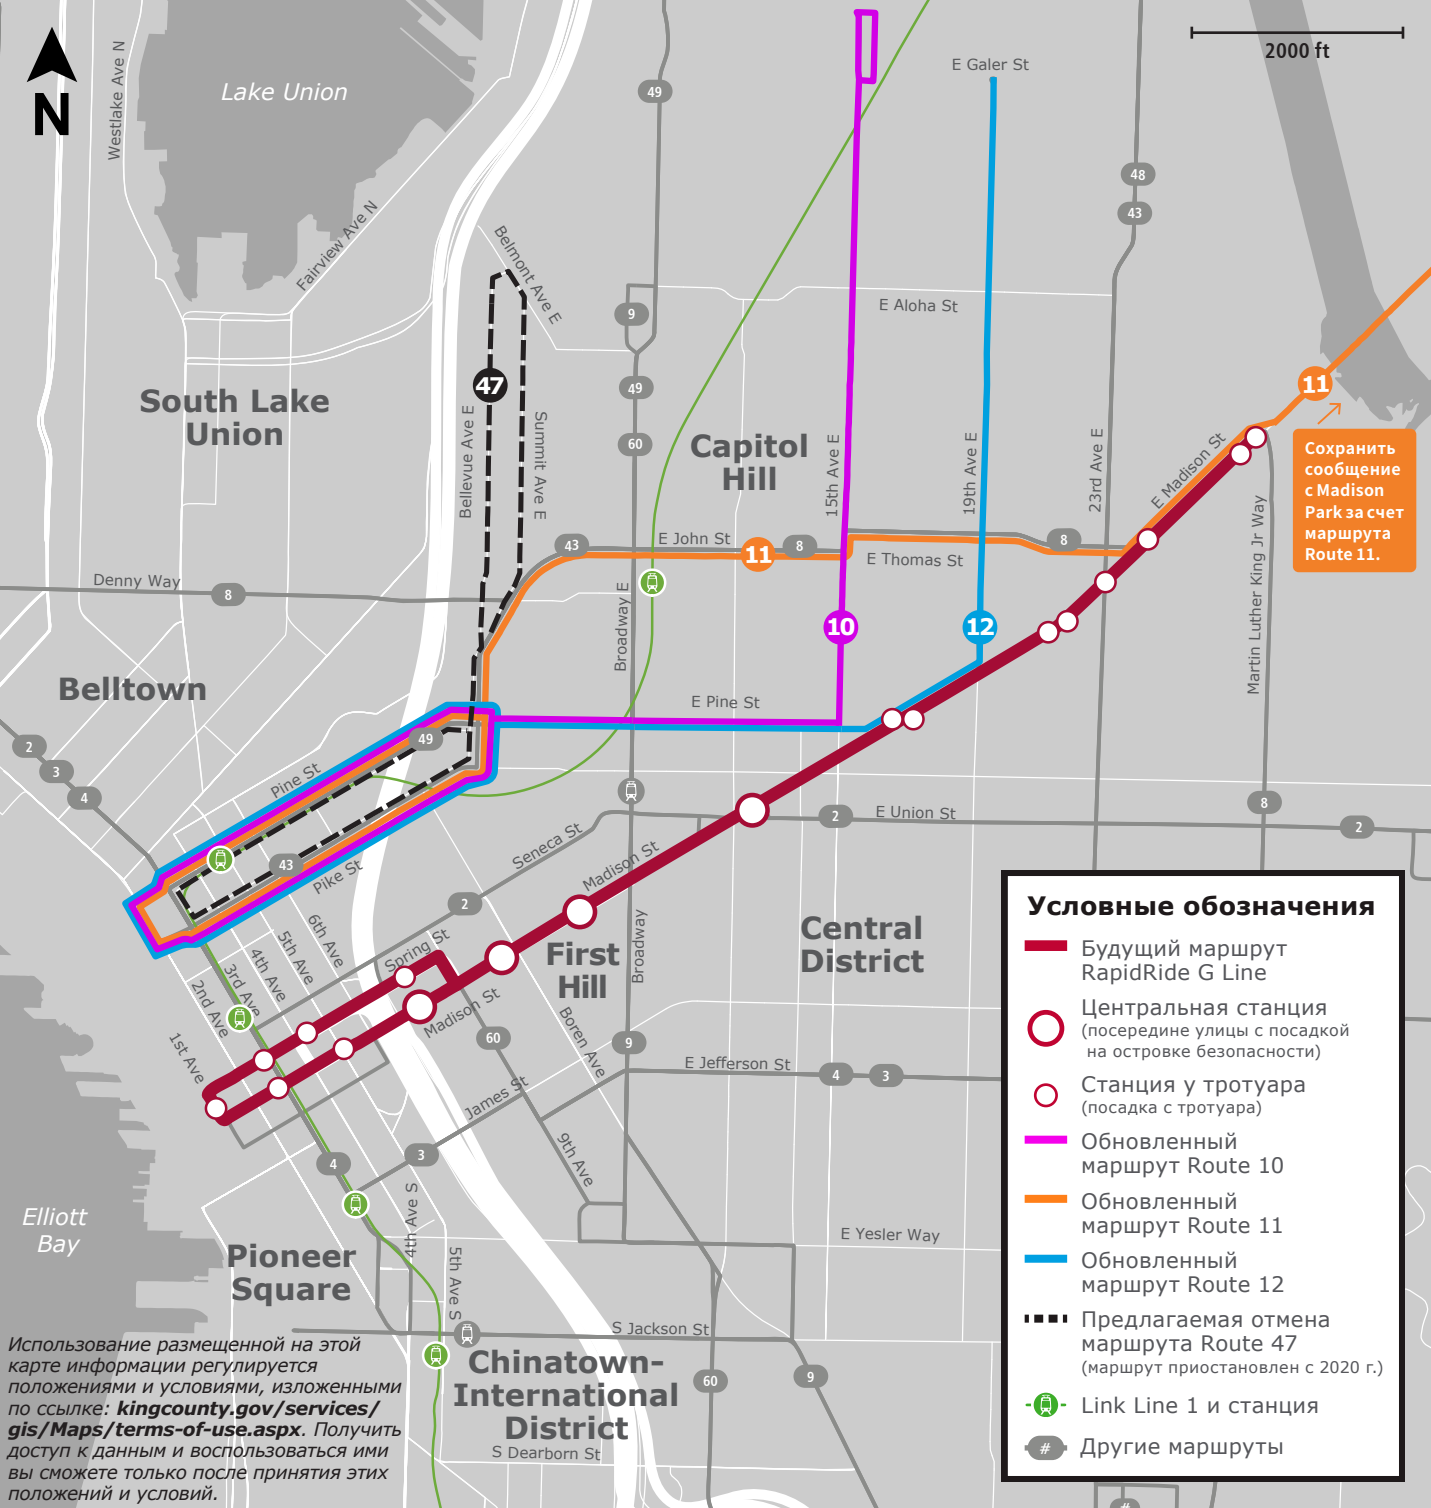 N
2000 ft
Lake Union
Westlake Ave N
Fairview Ave N
Belmont Ave E
E Galer St
49
48
43
9
E Aloha St
49
47
11
Сохранить
сообщение
с Madison
Park за счет
маршрута
Route 11.
South Lake
Union
Bellevue Ave E
Summit Ave E
60
Capitol
Hill
15th Ave E
19th Ave E
23rd Ave E
E Madison St
Martin Luther King Jr Way
43
E John St
11
8
E Thomas St
8
Denny Way
8
Broadway E
10
12
Belltown
E Pine St
49
2
3
4
Pine St
43
Pike St
8
2
E Union St
2
Seneca St
Madison St
2
6th Ave
5th Ave
4th Ave
3rd Ave
2nd Ave
1st Ave
Spring St
Madison St
First
Hill
Broadway
Central
District
60
Boren Ave
9
E Jefferson St
4
3
James St
9th Ave
4
3
4th Ave S
5th Ave S
E Yesler Way
Elliott
Bay
Pioneer
Square
S Jackson St
Chinatown-
International
District
60
9
S Dearborn St
Использование размещенной на этой
карте информации регулируется
положениями и условиями, изложенными
по ссылке: kingcounty.gov/services/
gis/Maps/terms-of-use.aspx. Получить
доступ к данным и воспользоваться ими
вы сможете только после принятия этих
положений и условий.
Условные обозначения
Будущий маршрут
RapidRide G Line
Центральная станция
(посередине улицы с посадкой
на островке безопасности)
Станция у тротуара
(посадка с тротуара)
Обновленный
маршрут Route 10
Обновленный
маршрут Route 11
Обновленный
маршрут Route 12
Предлагаемая отмена
маршрута Route 47
(маршрут приостановлен с 2020 г.)
Link Line 1 и станция
#
Другие маршруты
#